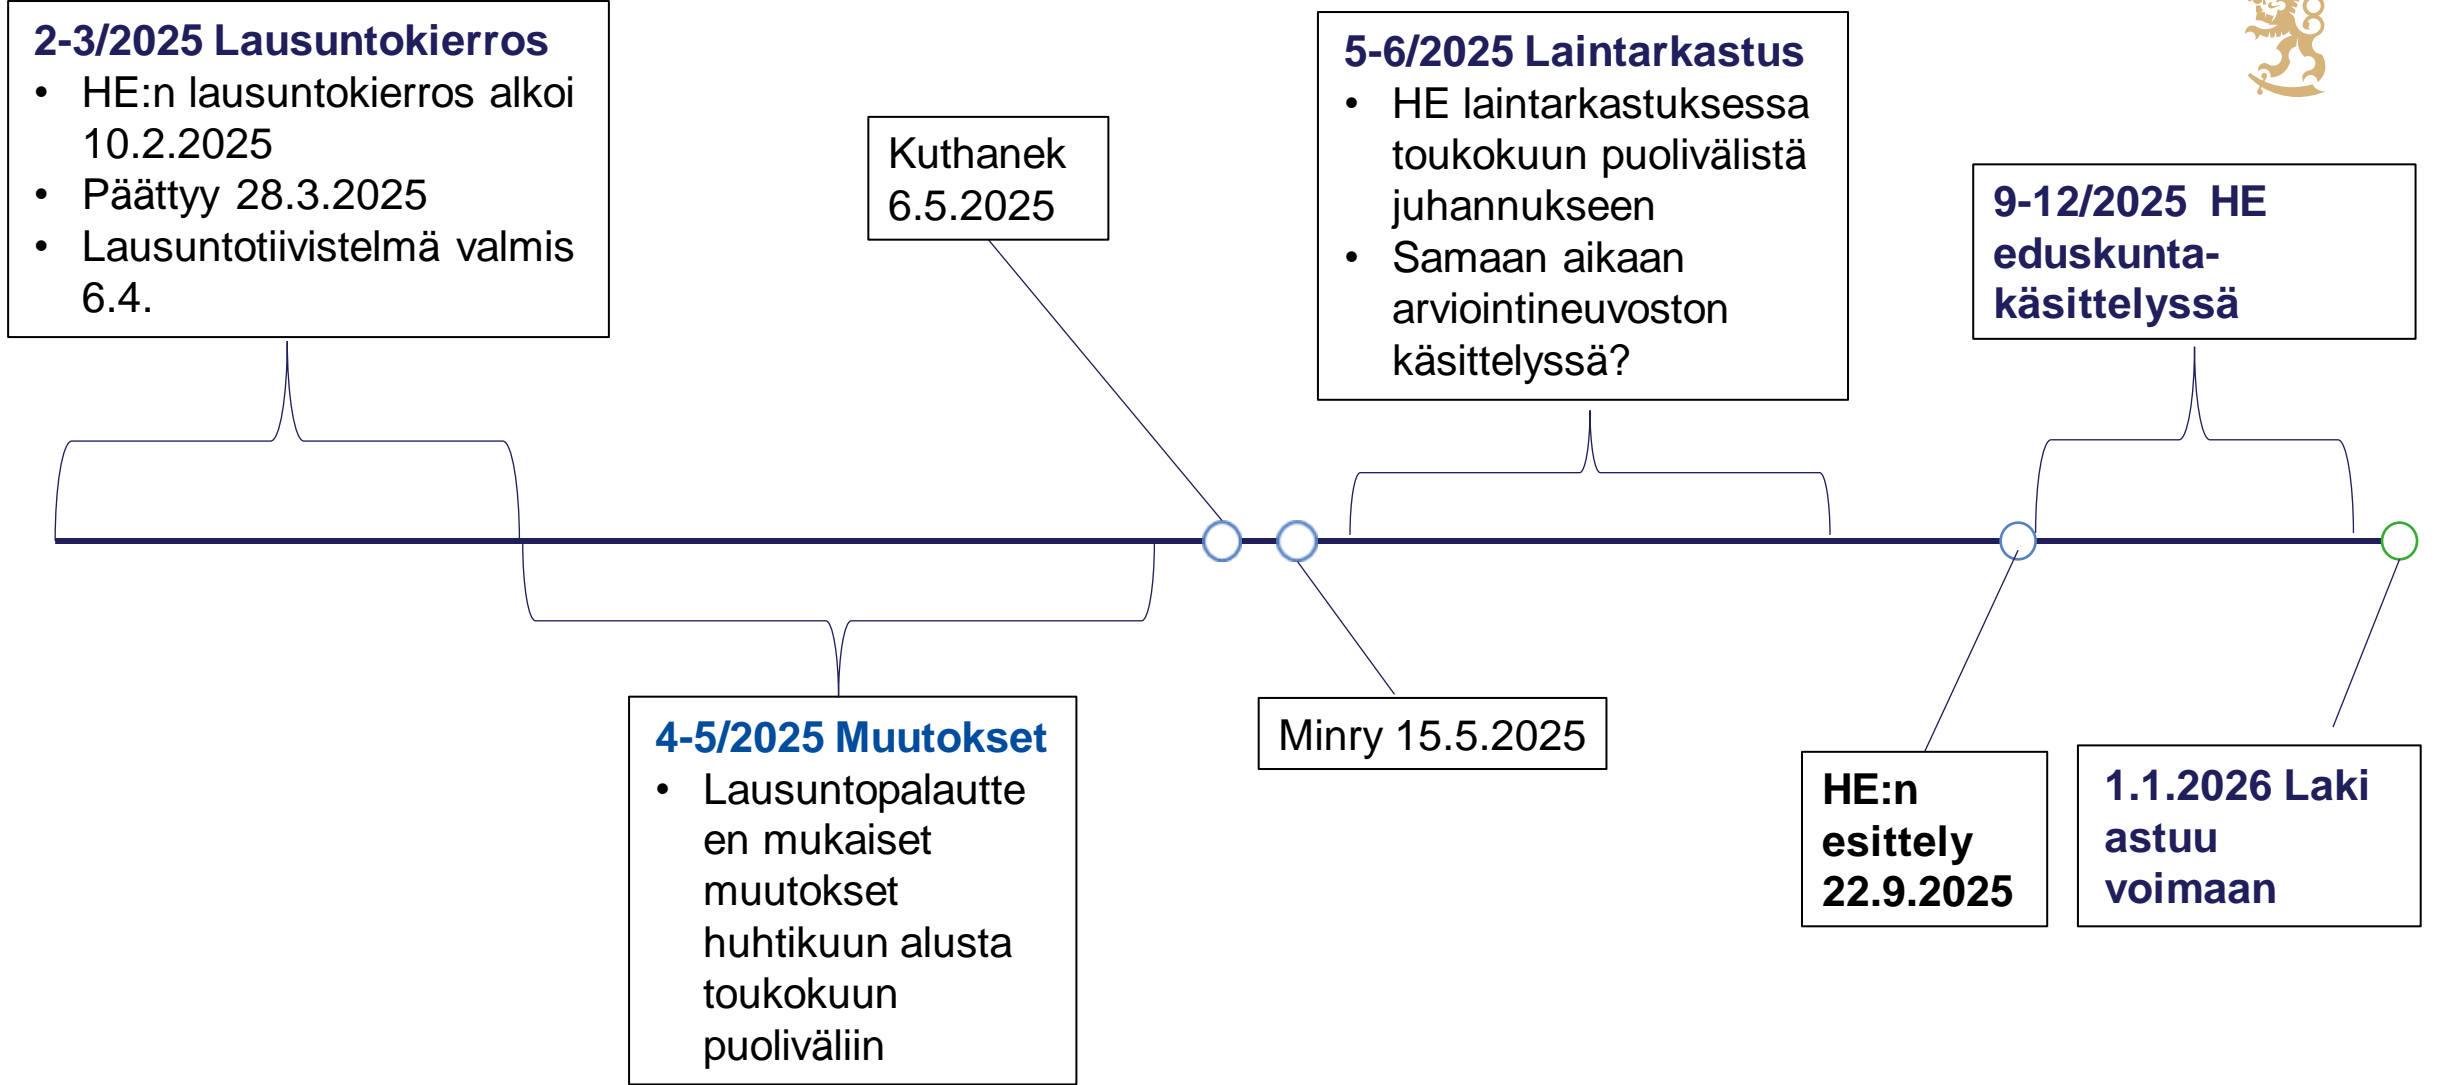 2-3/2025 Lausuntokierros
• HE:n lausuntokierros alkoi
10.2.2025
• Päättyy 28.3.2025
• Lausuntotiivistelmä valmis
6.4.
Kuthanek
6.5.2025
5-6/2025 Laintarkastus
• HE laintarkastuksessa
toukokuun puolivälistä
juhannukseen
• Samaan aikaan
arviointineuvoston
käsittelyssä?
9-12/2025 HE
eduskunta-
käsittelyssä
4-5/2025 Muutokset
• Lausuntopalautte
en mukaiset
muutokset
huhtikuun alusta
toukokuun
puoliväliin
Minry 15.5.2025
HE:n
esittely
22.9.2025
1.1.2026 Laki
astuu
voimaan